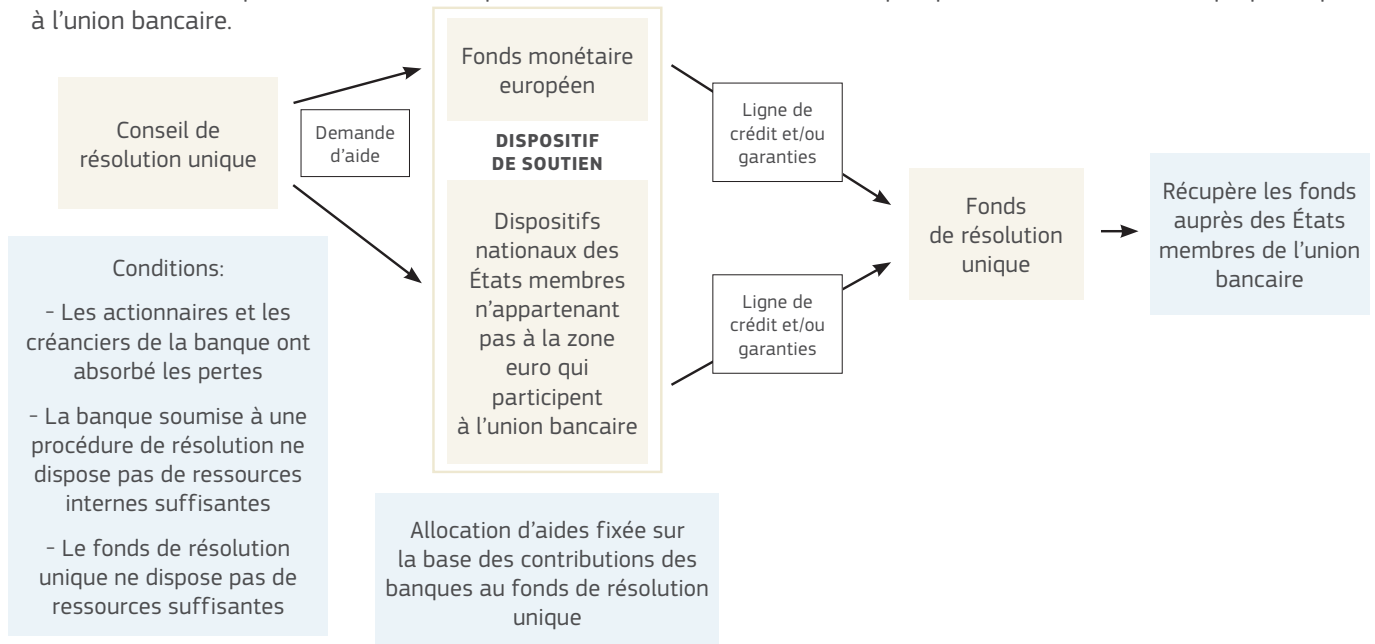 à l’union bancaire.
Conseil de
résolution unique
Demande
d’aide
Conditions:
- Les actionnaires et les
créanciers de la banque ont
absorbé les pertes
- La banque soumise à une
procédure de résolution ne
dispose pas de ressources
internes suffisantes
- Le fonds de résolution
unique ne dispose pas de
ressources suffisantes
Fonds monétaire
européen
DISPOSITIF
DE SOUTIEN
Dispositifs
nationaux des
États membres
n’appartenant
pas à la zone
euro qui
participent
à l’union bancaire
Allocation d’aides fixée sur
la base des contributions des
banques au fonds de résolution
unique
Ligne de
crédit et/ou
garanties
Ligne de
crédit et/ou
garanties
Fonds
de résolution
unique
Récupère les fonds
auprès des États
membres de l’union
bancaire